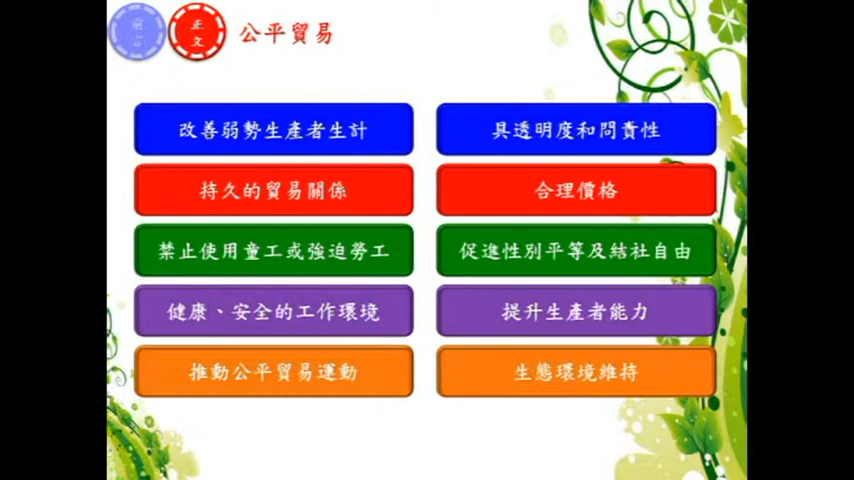 前言
正文
公平貿易
改善弱勢生產者生計
具透明度和問責性
持久的貿易關係
合理價格
禁止使用童工或強迫勞工
促進性別平等及結社自由
健康、安全的工作環境
提升生產者能力
推動公平貿易運動
生態環境維持